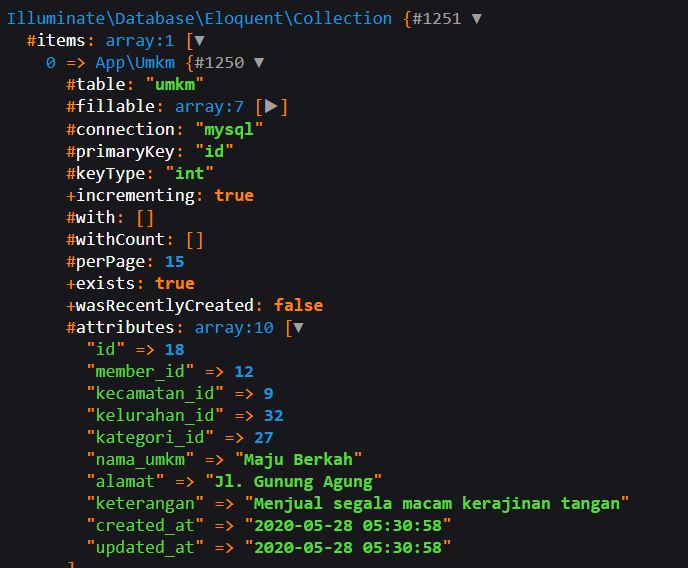 Illuminate\Database\Eloquent\Collection {#1251 ▼
#items: array:1 [▼
0 => App\Umkm {#1250 ▼
#table: "umkm"
#fillable: array:7 [▶]
#connection: "mysql"
#primaryKey: "id"
#keyType: "int"
+incrementing: true
#with: []
#withCount: []
#perPage: 15
+exists: true
+wasRecentlyCreated: false
#attributes: array:10 [▼
"id" => 18
"member_id" => 12
"kecamatan_id" => 9
"kelurahan_id" => 32
"kategori_id" => 27
"nama_umkm" => "Maju Berkah"
"alamat" => "Jl. Gunung Agung"
"keterangan" => "Menjual segala macam kerajinan tangan"
"created_at" => "2020-05-28 05:30:58"
"updated_at" => "2020-05-28 05:30:58"
]